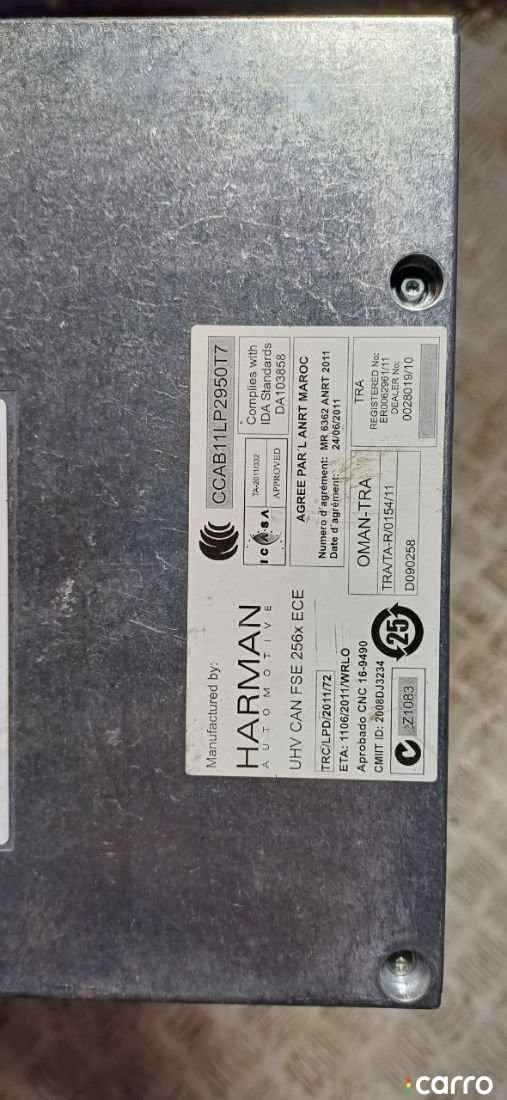 Manufactured by:
HARMAN
AUTOMOTIVE
UHV CAN FSE 256x ECE
TRC/LPD/2011/72
ETA: 1106/2011/WRLO
Aprobado CNC 16-9490
CMIIT ID: 2008DJ3234
Z1083
25
CCAB11LP2950T7
ICASA
TA-2011/332
APPROVED
Complies with
IDA Standards
DA103858
AGREE PAR'L ANRT MAROC
Numero d'agrément: MR 6362 ANRT 2011
Date d'agrément: 24/06/2011
OMAN-TRA
TRA/TA-R/0154/11
D090258
TRA
REGISTERED No:
ER0062961/11
DEALER No:
0028019/10
carro